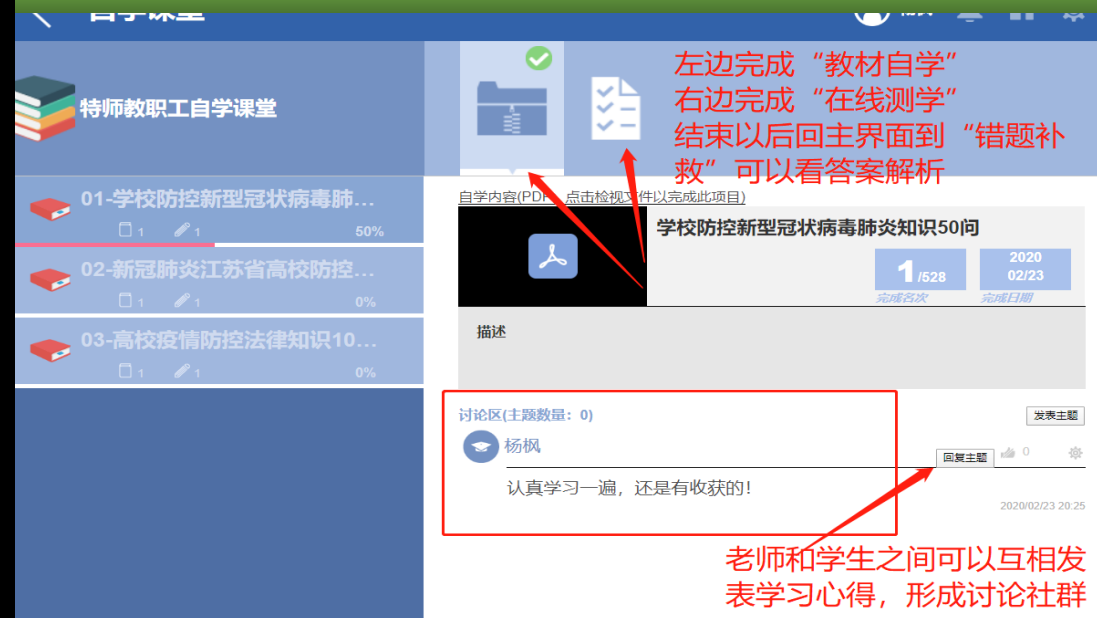 自学课堂
特师教职工自学课堂
左边完成“教材自学”
右边完成“在线测学”
结束以后回主界面到“错题补
救”可以看答案解析
01-学校防控新型冠状病毒肺...
1 1 50%
02-新冠肺炎江苏省高校防控...
1 1 0%
03-高校疫情防控法律知识10...
1 1 0%
自学内容(PDF 点击检视文件以完成此项目)
学校防控新型冠状病毒肺炎知识50问
1/528
完成名次
2020
02/23
完成日期
描述
讨论区(主题数量：0)
发表主题
杨枫
回复主题 0
认真学习一遍，还是有收获的！
2020/02/23 20:25
老师和学生之间可以互相发
表学习心得，形成讨论社群